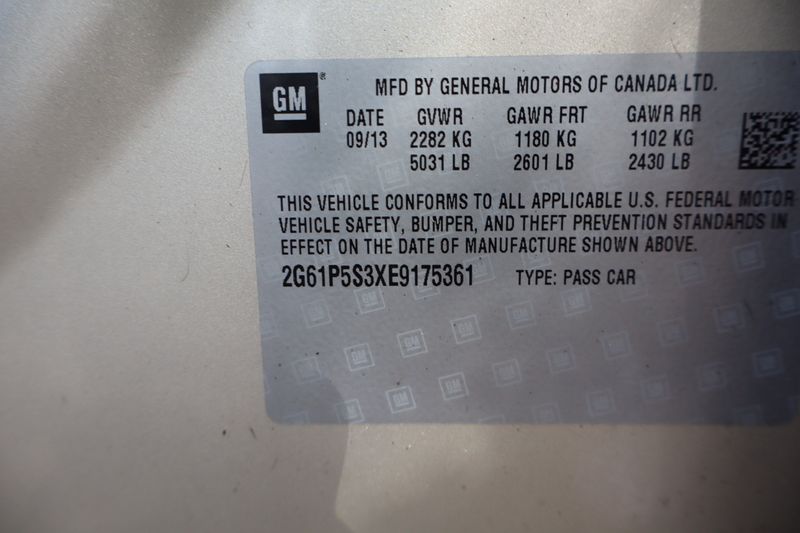 GM ® MFD BY GENERAL MOTORS OF CANADA LTD.
DATE GVWR GAWR FRT GAWR RR
09/13 2282 KG 1180 KG 1102 KG
5031 LB 2601 LB 2430 LB
THIS VEHICLE CONFORMS TO ALL APPLICABLE U.S. FEDERAL MOTOR
VEHICLE SAFETY, BUMPER, AND THEFT PREVENTION STANDARDS IN
EFFECT ON THE DATE OF MANUFACTURE SHOWN ABOVE.
2G61P5S3XE9175361 TYPE: PASS CAR